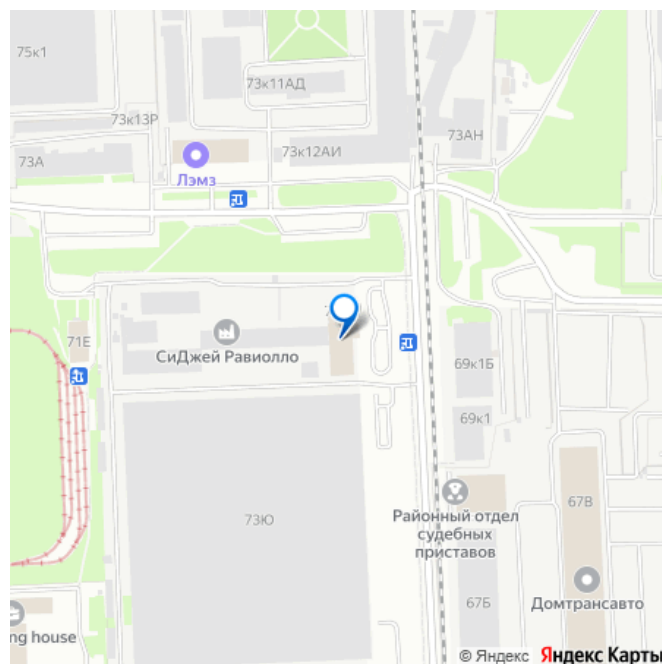 75к1
73к11АД
73к13Р
73АН
73А
73к12АИ
Лэмз
71Е
СиДжей Равиолло
69к1Б
69к1
73Ю
67В
Районный отдел
судебных
приставов
67Б
Домтрансавто
ng house
© Яндекс Яндекс Карты